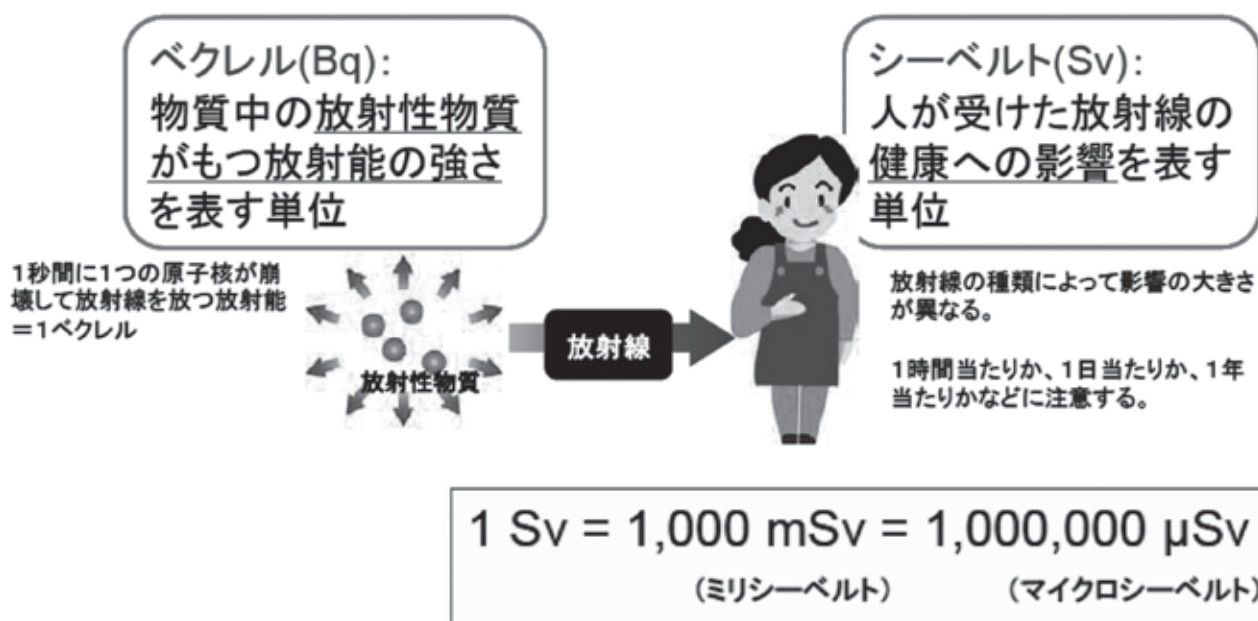 ベクレル(Bq):
物質中の放射性物質
がもつ放射能の強さ
を表す単位
1秒間に1つの原子核が崩
壊して放射線を放つ放射能
＝1ベクレル
放射性物質
放射線
シーベルト(Sv):
人が受けた放射線の
健康への影響を表す
単位
放射線の種類によって影響の大きさ
が異なる。
1時間当たりか、1日当たりか、1年
当たりかなどに注意する。
1 Sv = 1,000 mSv = 1,000,000 μSv
(ミリシーベルト) (マイクロシーベルト)